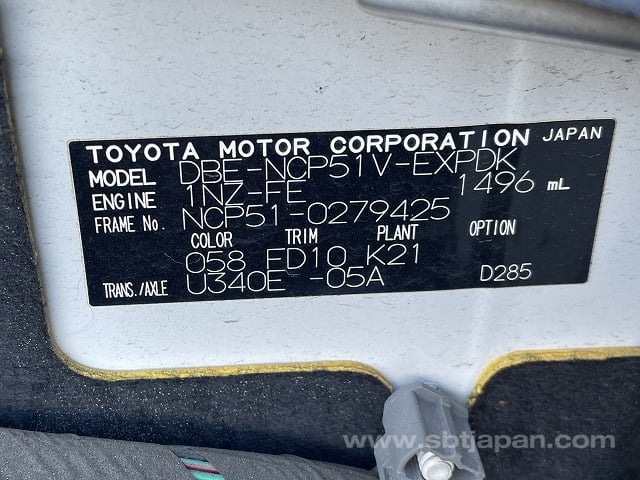 TOYOTA MOTOR CORPORATION JAPAN
MODEL DBE-NCP51V-EXPDK
ENGINE 1NZ-FE 1496 mL
FRAME No. NCP51-0279425
COLOR TRIM PLANT OPTION
058 FD10 K21
TRANS./AXLE U340E -05A D285
www.sbtjapan.com